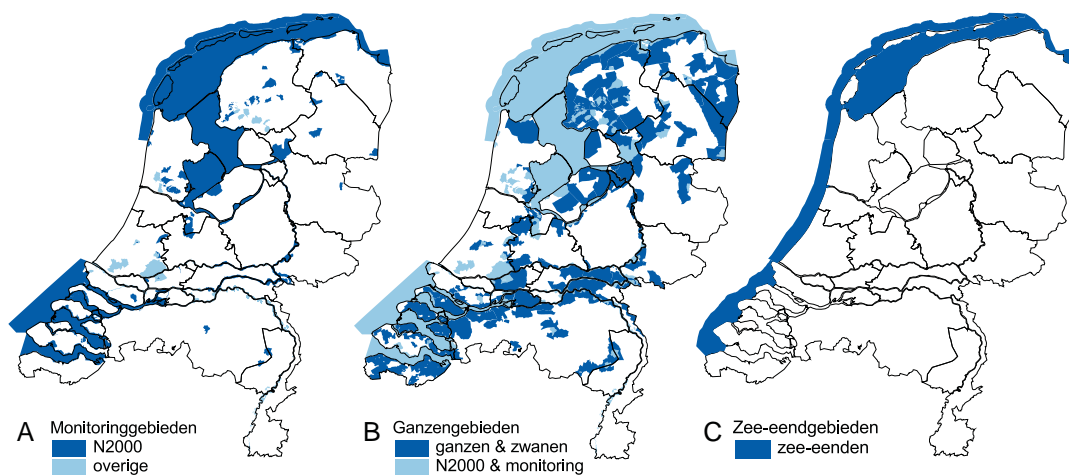 A
Monitoringgebieden
N2000
overige
B
Ganzengebieden
ganzen & zwanen
N2000 & monitoring
C
Zee-eendgebieden
zee-eenden